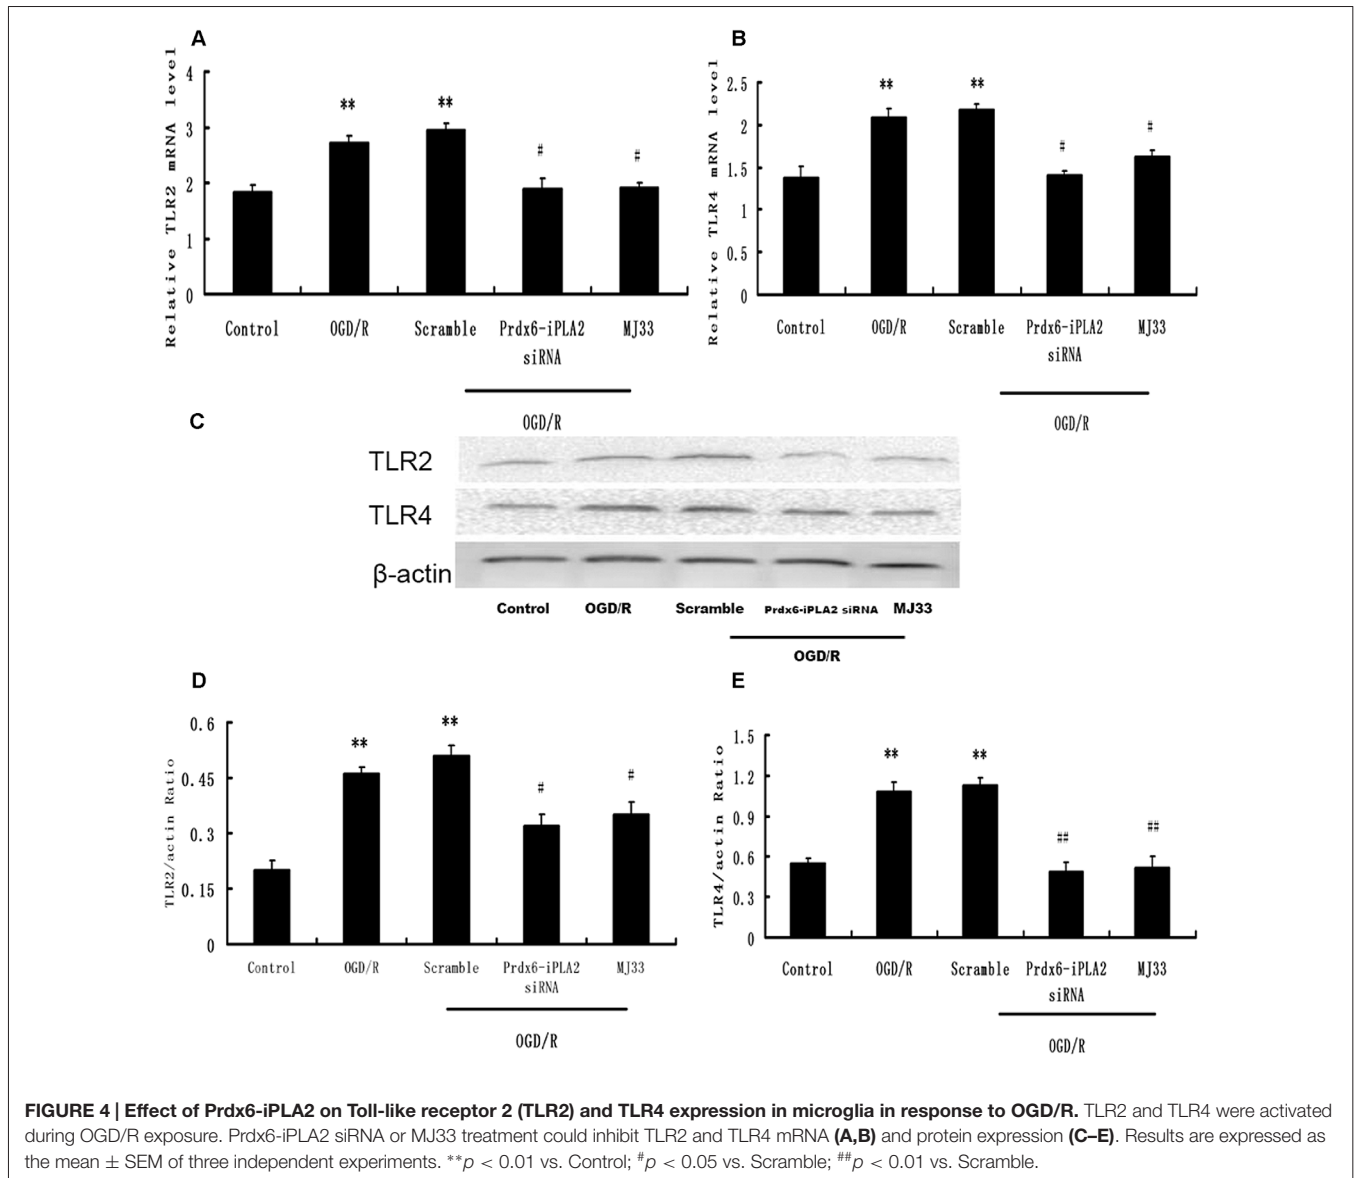 A
Relative TLR2 mRNA level
4
3
2
1
0
**
**
#
#
Control OGD/R Scramble Prdx6-iPLA2 MJ33
siRNA
OGD/R
B
Relative TLR4 mRNA level
2.5
2
1.5
1
0.5
0
**
**
#
#
Control OGD/R Scramble Prdx6-iPLA2 MJ33
siRNA
OGD/R
C
TLR2
TLR4
β-actin
Control OGD/R Scramble Prdx6-iPLA2 siRNA MJ33
OGD/R
D
TLR2/actin Ratio
0.6
0.45
0.3
0.15
0
**
**
#
#
Control OGD/R Scramble Prdx6-iPLA2 MJ33
siRNA
OGD/R
E
TLR4/actin Ratio
1.5
1.2
0.9
0.6
0.3
0
**
**
##
##
Control OGD/R Scramble Prdx6-iPLA2 MJ33
siRNA
OGD/R
FIGURE 4 | Effect of Prdx6-iPLA2 on Toll-like receptor 2 (TLR2) and TLR4 expression in microglia in response to OGD/R. TLR2 and TLR4 were activated
during OGD/R exposure. Prdx6-iPLA2 siRNA or MJ33 treatment could inhibit TLR2 and TLR4 mRNA (A,B) and protein expression (C–E). Results are expressed as
the mean ± SEM of three independent experiments. **p < 0.01 vs. Control; #p < 0.05 vs. Scramble; ##p < 0.01 vs. Scramble.